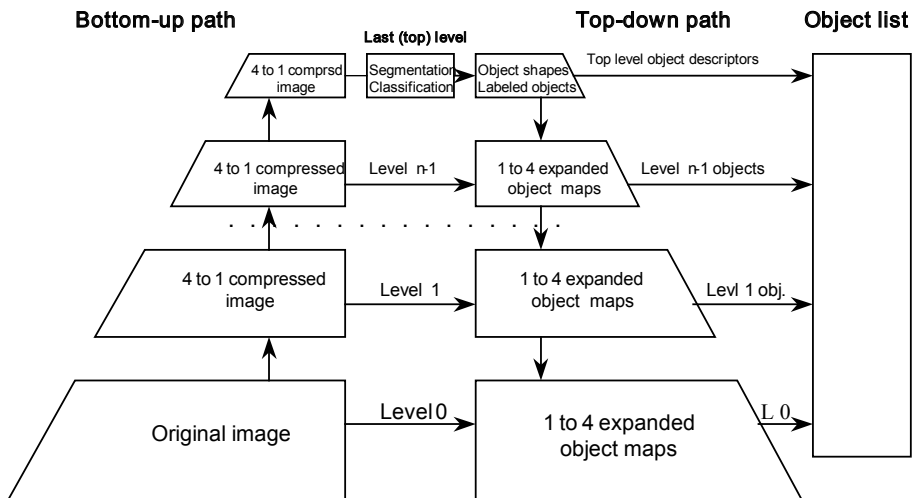 Bottom-up path
Top-down path
Object list
Last (top) level
4 to 1 comprsd
image
Segmentation
Classification
Object shapes
Labeled objects
Top level object descriptors
4 to 1 compressed
image
Level n-1
1 to 4 expanded
object maps
Level n-1 objects
. . . . . . . . . . . . . . .
4 to 1 compressed
image
Level 1
1 to 4 expanded
object maps
Levl 1 obj.
Original image
Level 0
1 to 4 expanded
object maps
L 0